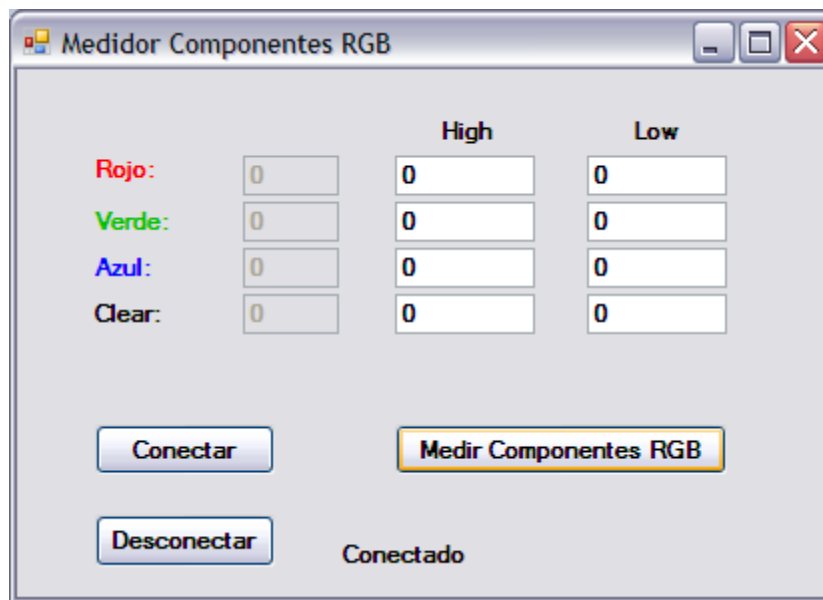 Medidor Componentes RGB
High Low
Rojo: 0 0 0
Verde: 0 0 0
Azul: 0 0 0
Clear: 0 0 0
Conectar Medir Componentes RGB
Desconectar Conectado